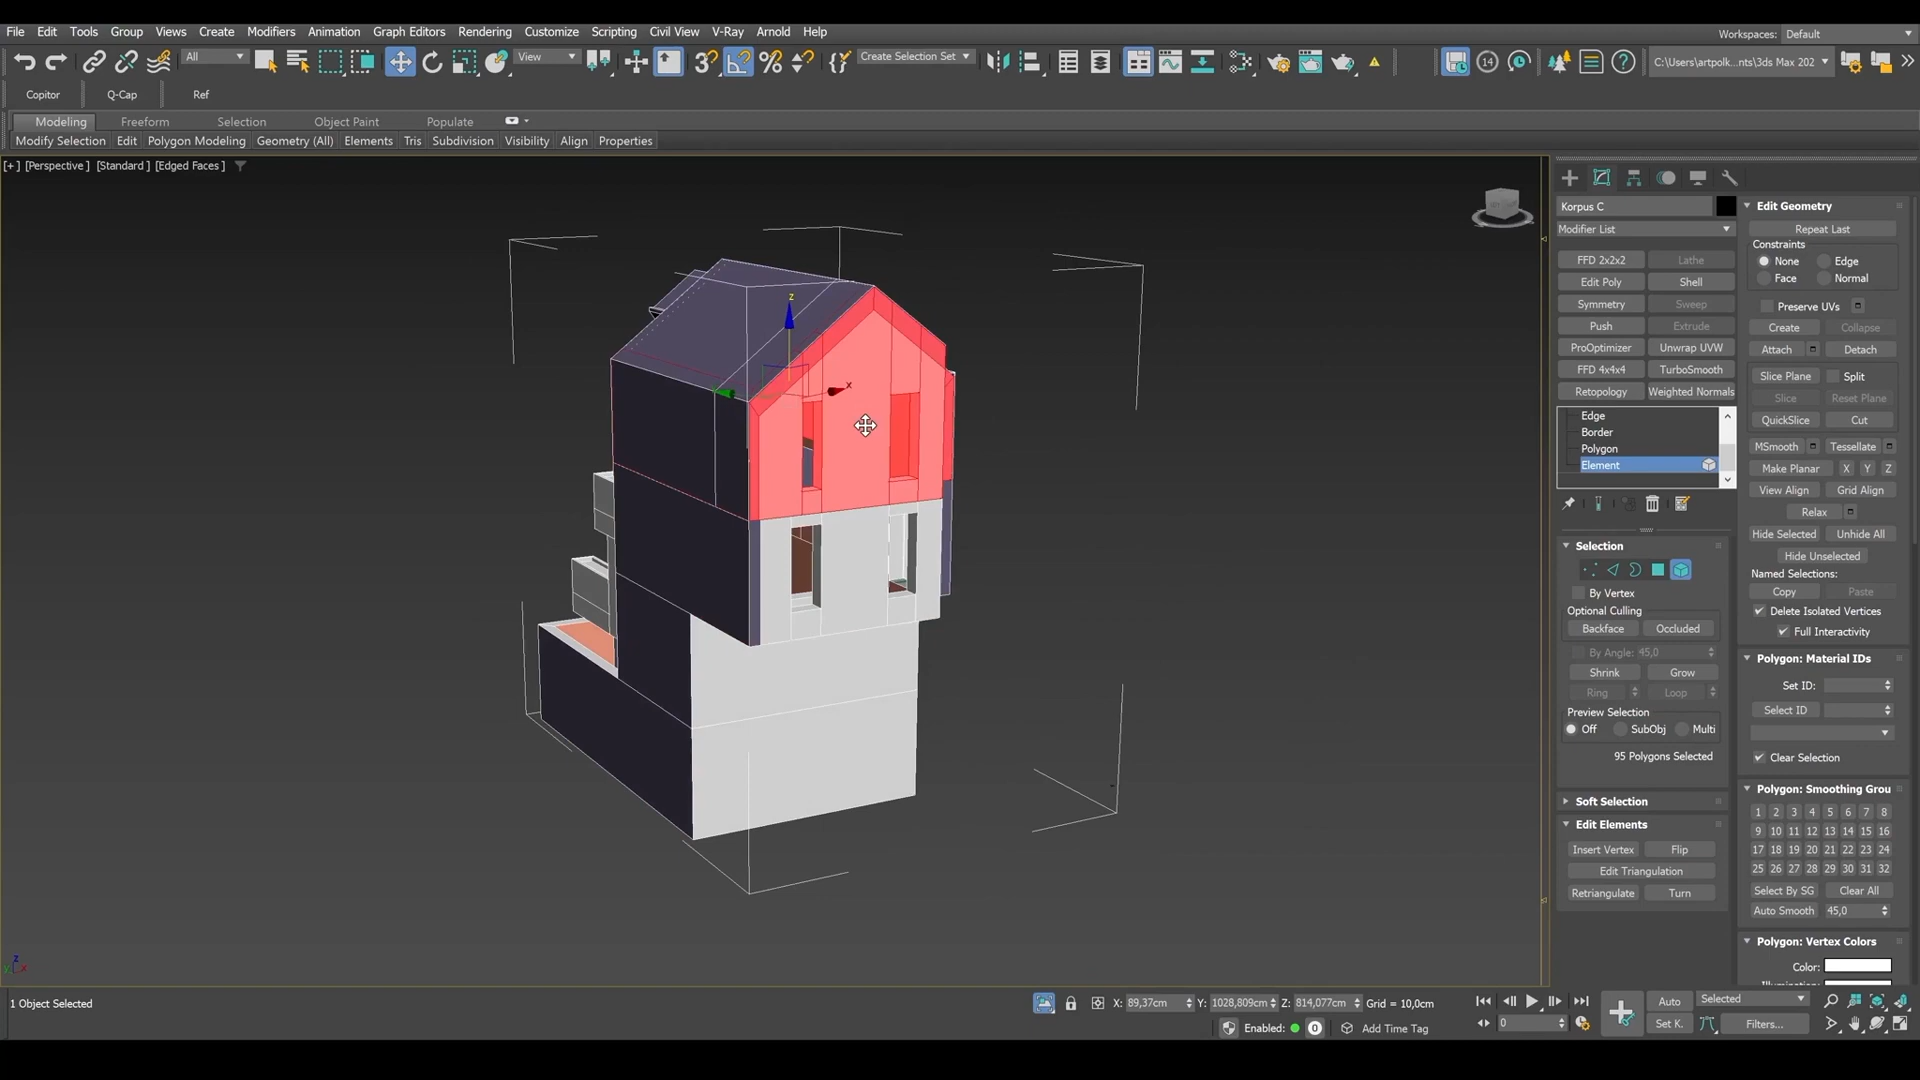 File Edit Tools Group Views Create Modifiers Animation Graph Editors Rendering Customize Scripting Civil View V-Ray Arnold Help
Workspaces: Default
All View Create Selection Set 14 C:\Users\artpolk...nts\3ds Max 202
Copitor Q-Cap Ref
Modeling Freeform Selection Object Paint Populate
Modify Selection Edit Polygon Modeling Geometry (All) Elements Tris Subdivision Visibility Align Properties
[+] [Perspective] [Standard] [Edged Faces]
z
x
z
x
Korpus C
Modifier List
FFD 2x2x2 Lathe
Edit Poly Shell
Symmetry Sweep
Push Extrude
ProOptimizer Unwrap UVW
FFD 4x4x4 TurboSmooth
Retopology Weighted Normals
Edge
Border
Polygon
Element
Selection
By Vertex
Optional Culling
Backface Occluded
By Angle: 45,0
Shrink Grow
Ring Loop
Preview Selection
Off SubObj Multi
95 Polygons Selected
Soft Selection
Edit Elements
Insert Vertex Flip
Edit Triangulation
Retriangulate Turn
Edit Geometry
Repeat Last
Constraints
None Edge
Face Normal
Preserve UVs
Create Collapse
Attach Detach
Slice Plane Split
Slice Reset Plane
QuickSlice Cut
MSmooth Tessellate
Make Planar X Y Z
View Align Grid Align
Relax
Hide Selected Unhide All
Hide Unselected
Named Selections:
Copy Paste
Delete Isolated Vertices
Full Interactivity
Polygon: Material IDs
Set ID:
Select ID
Clear Selection
Polygon: Smoothing Grou
1 2 3 4 5 6 7 8
9 10 11 12 13 14 15 16
17 18 19 20 21 22 23 24
25 26 27 28 29 30 31 32
Select By SG Clear All
Auto Smooth 45,0
Polygon: Vertex Colors
Color:
1 Object Selected
X: 89,37cm Y: 1028,809cm Z: 814,077cm Grid = 10,0cm
Enabled: 0 Add Time Tag
0
Auto Selected
Set K. Filters...